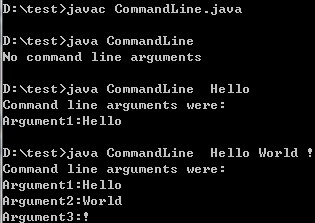 D:\test>javac CommandLine.java
D:\test>java CommandLine
No command line arguments
D:\test>java CommandLine  Hello
Command line arguments were:
Argument1:Hello
D:\test>java CommandLine  Hello World !
Command line arguments were:
Argument1:Hello
Argument2:World
Argument3:!